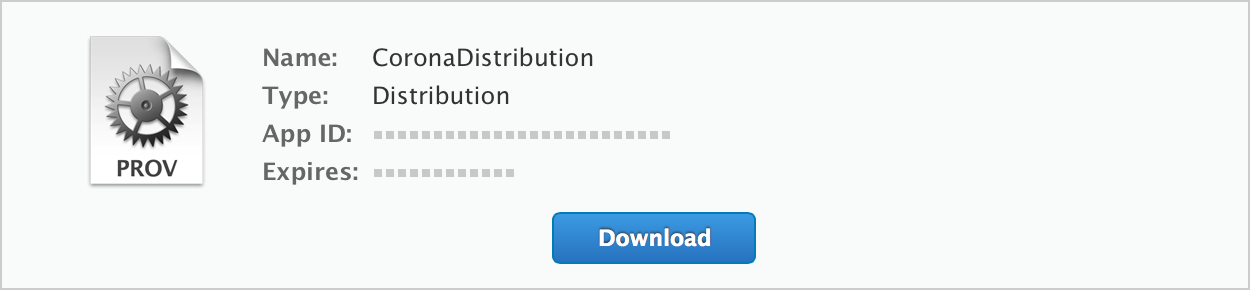 Name: CoronaDistribution
Type: Distribution
App ID:
Expires:
PROV
Download